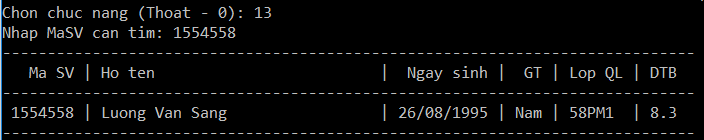 Chon chuc nang (Thoat - 0): 13
Nhap MaSV can tim: 1554558
-------------------------------------------------------------------------------
   Ma SV | Ho ten                         |  Ngay sinh |  GT | Lop QL | DTB
-------------------------------------------------------------------------------
 1554558 | Luong Van Sang                 | 26/08/1995 | Nam | 58PM1  | 8.3
-------------------------------------------------------------------------------